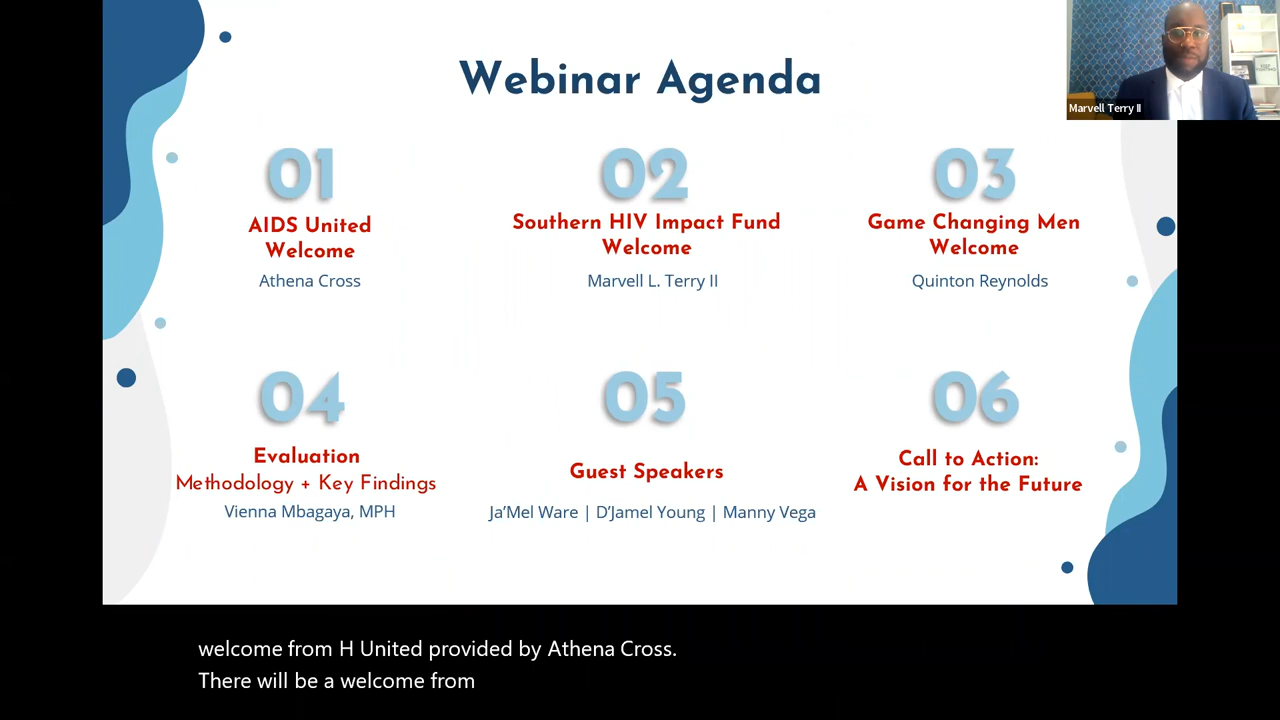 Webinar Agenda
Marvell Terry II
01
AIDS United
Welcome
Athena Cross
02
Southern HIV Impact Fund
Welcome
Marvell L. Terry II
03
Game Changing Men
Welcome
Quinton Reynolds
04
Evaluation
Methodology + Key Findings
Vienna Mbagaya, MPH
05
Guest Speakers
Ja’Mel Ware | D’Jamel Young | Manny Vega
06
Call to Action:
A Vision for the Future
welcome from H United provided by Athena Cross.
There will be a welcome from